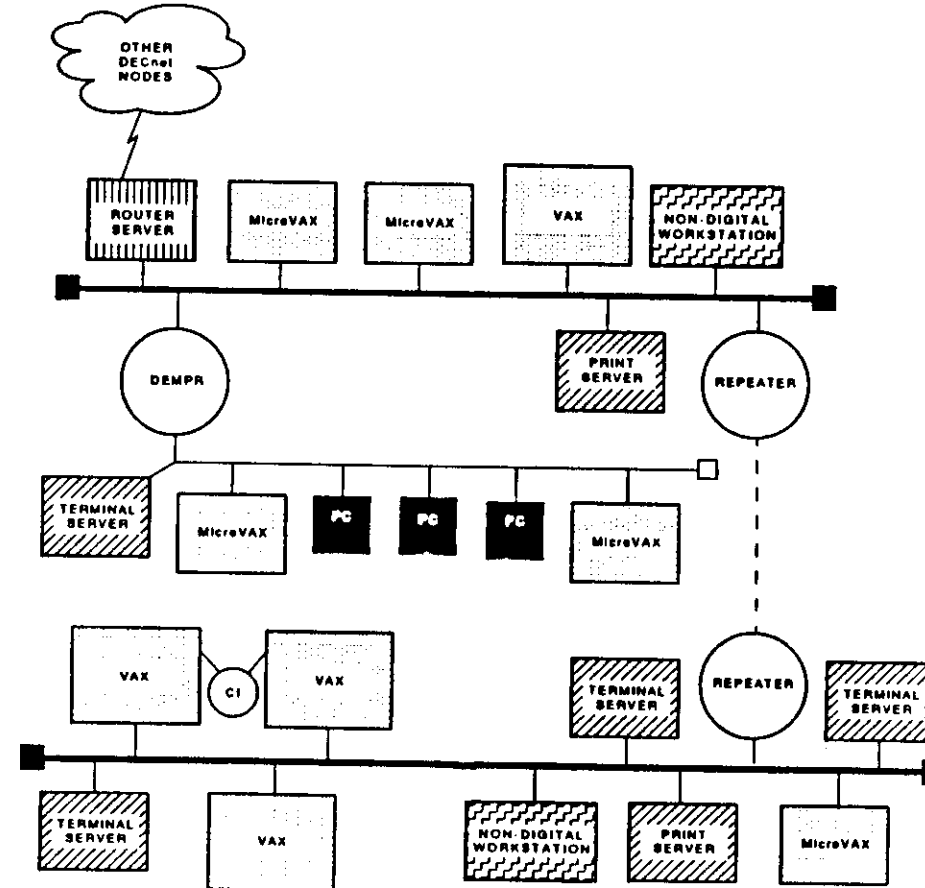 OTHER
DECnet
NODES
ROUTER
SERVER
MicroVAX
MicroVAX
VAX
NON-DIGITAL
WORKSTATION
DEMPR
PRINT
SERVER
REPEATER
TERMINAL
SERVER
MicroVAX
PC
PC
PC
MicroVAX
VAX
CI
VAX
TERMINAL
SERVER
REPEATER
TERMINAL
SERVER
TERMINAL
SERVER
VAX
NON-DIGITAL
WORKSTATION
PRINT
SERVER
MicroVAX